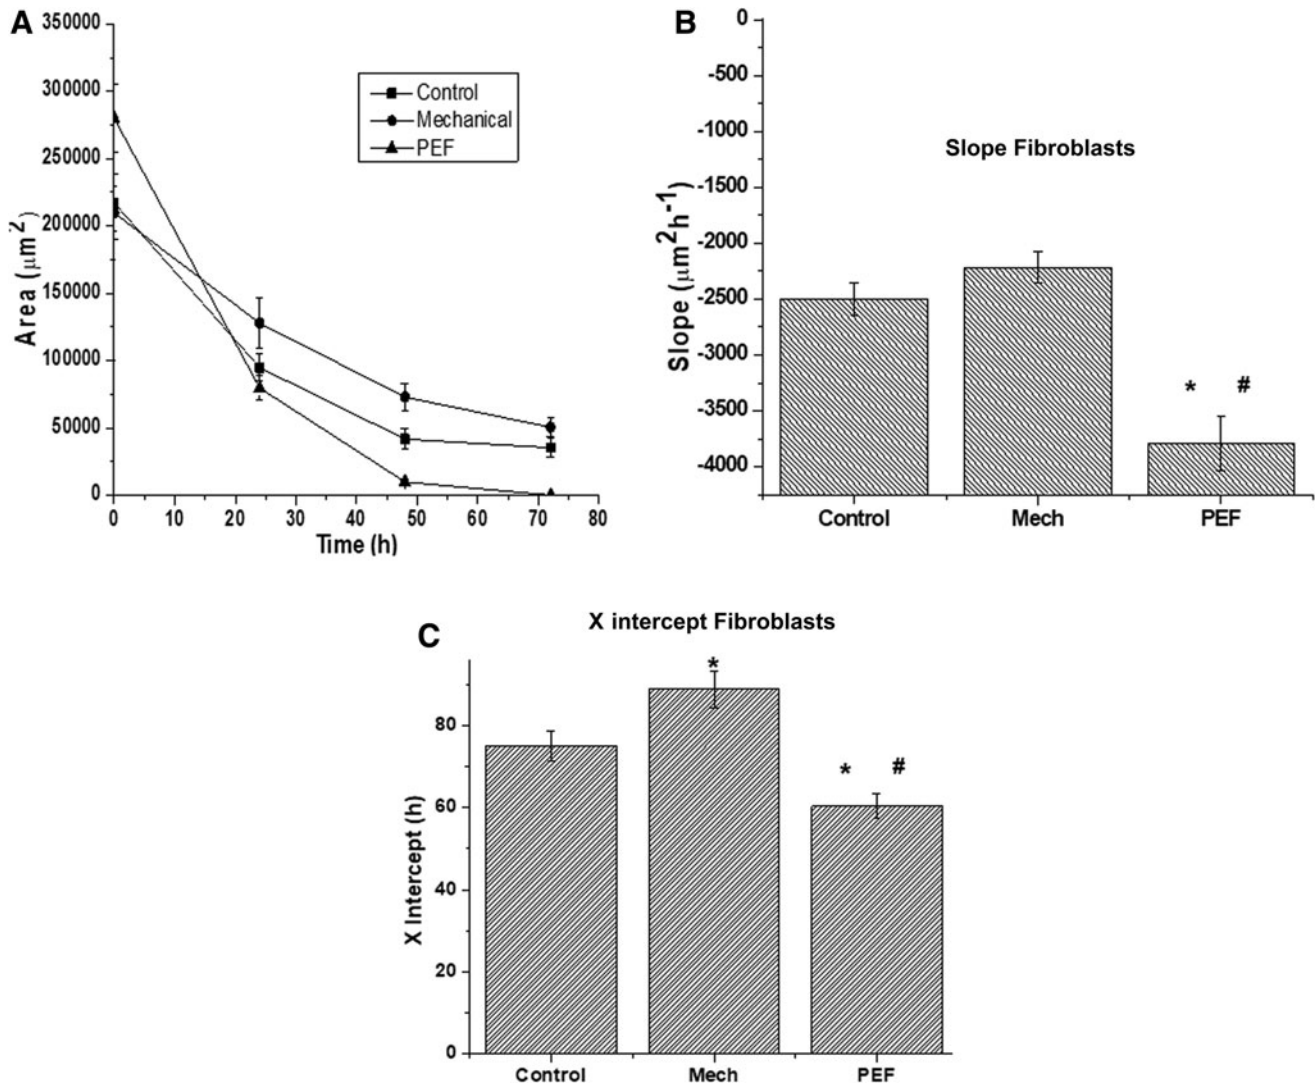 A
350000
300000
250000
200000
150000
100000
50000
0
Area (μm²)
Control
Mechanical
PEF
0 10 20 30 40 50 60 70 80
Time (h)
B
0
-500
-1000
-1500
-2000
-2500
-3000
-3500
-4000
Slope (μm²h⁻¹)
Slope Fibroblasts
* #
Control Mech PEF
C
X intercept Fibroblasts
80
60
40
20
0
X Intercept (h)
*
* #
Control Mech PEF